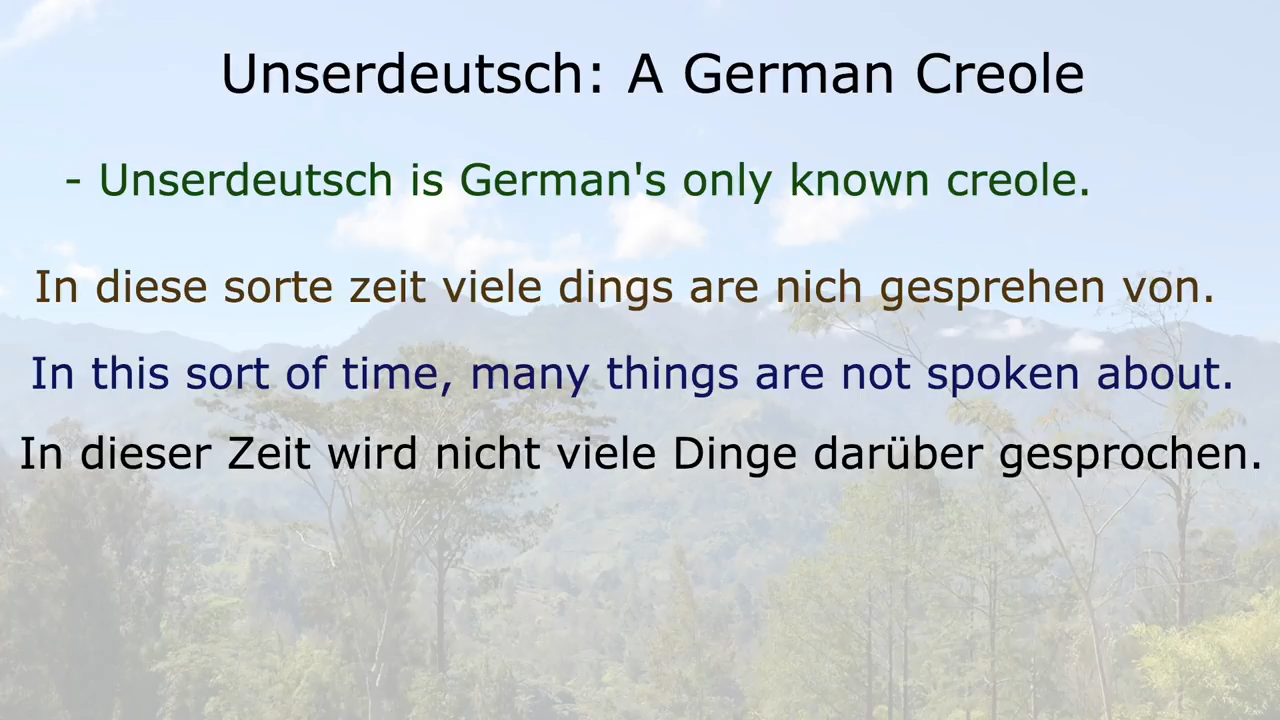 Unserdeutsch: A German Creole
- Unserdeutsch is German's only known creole.
In diese sorte zeit viele dings are nich gesprehen von.
In this sort of time, many things are not spoken about.
In dieser Zeit wird nicht viele Dinge darüber gesprochen.